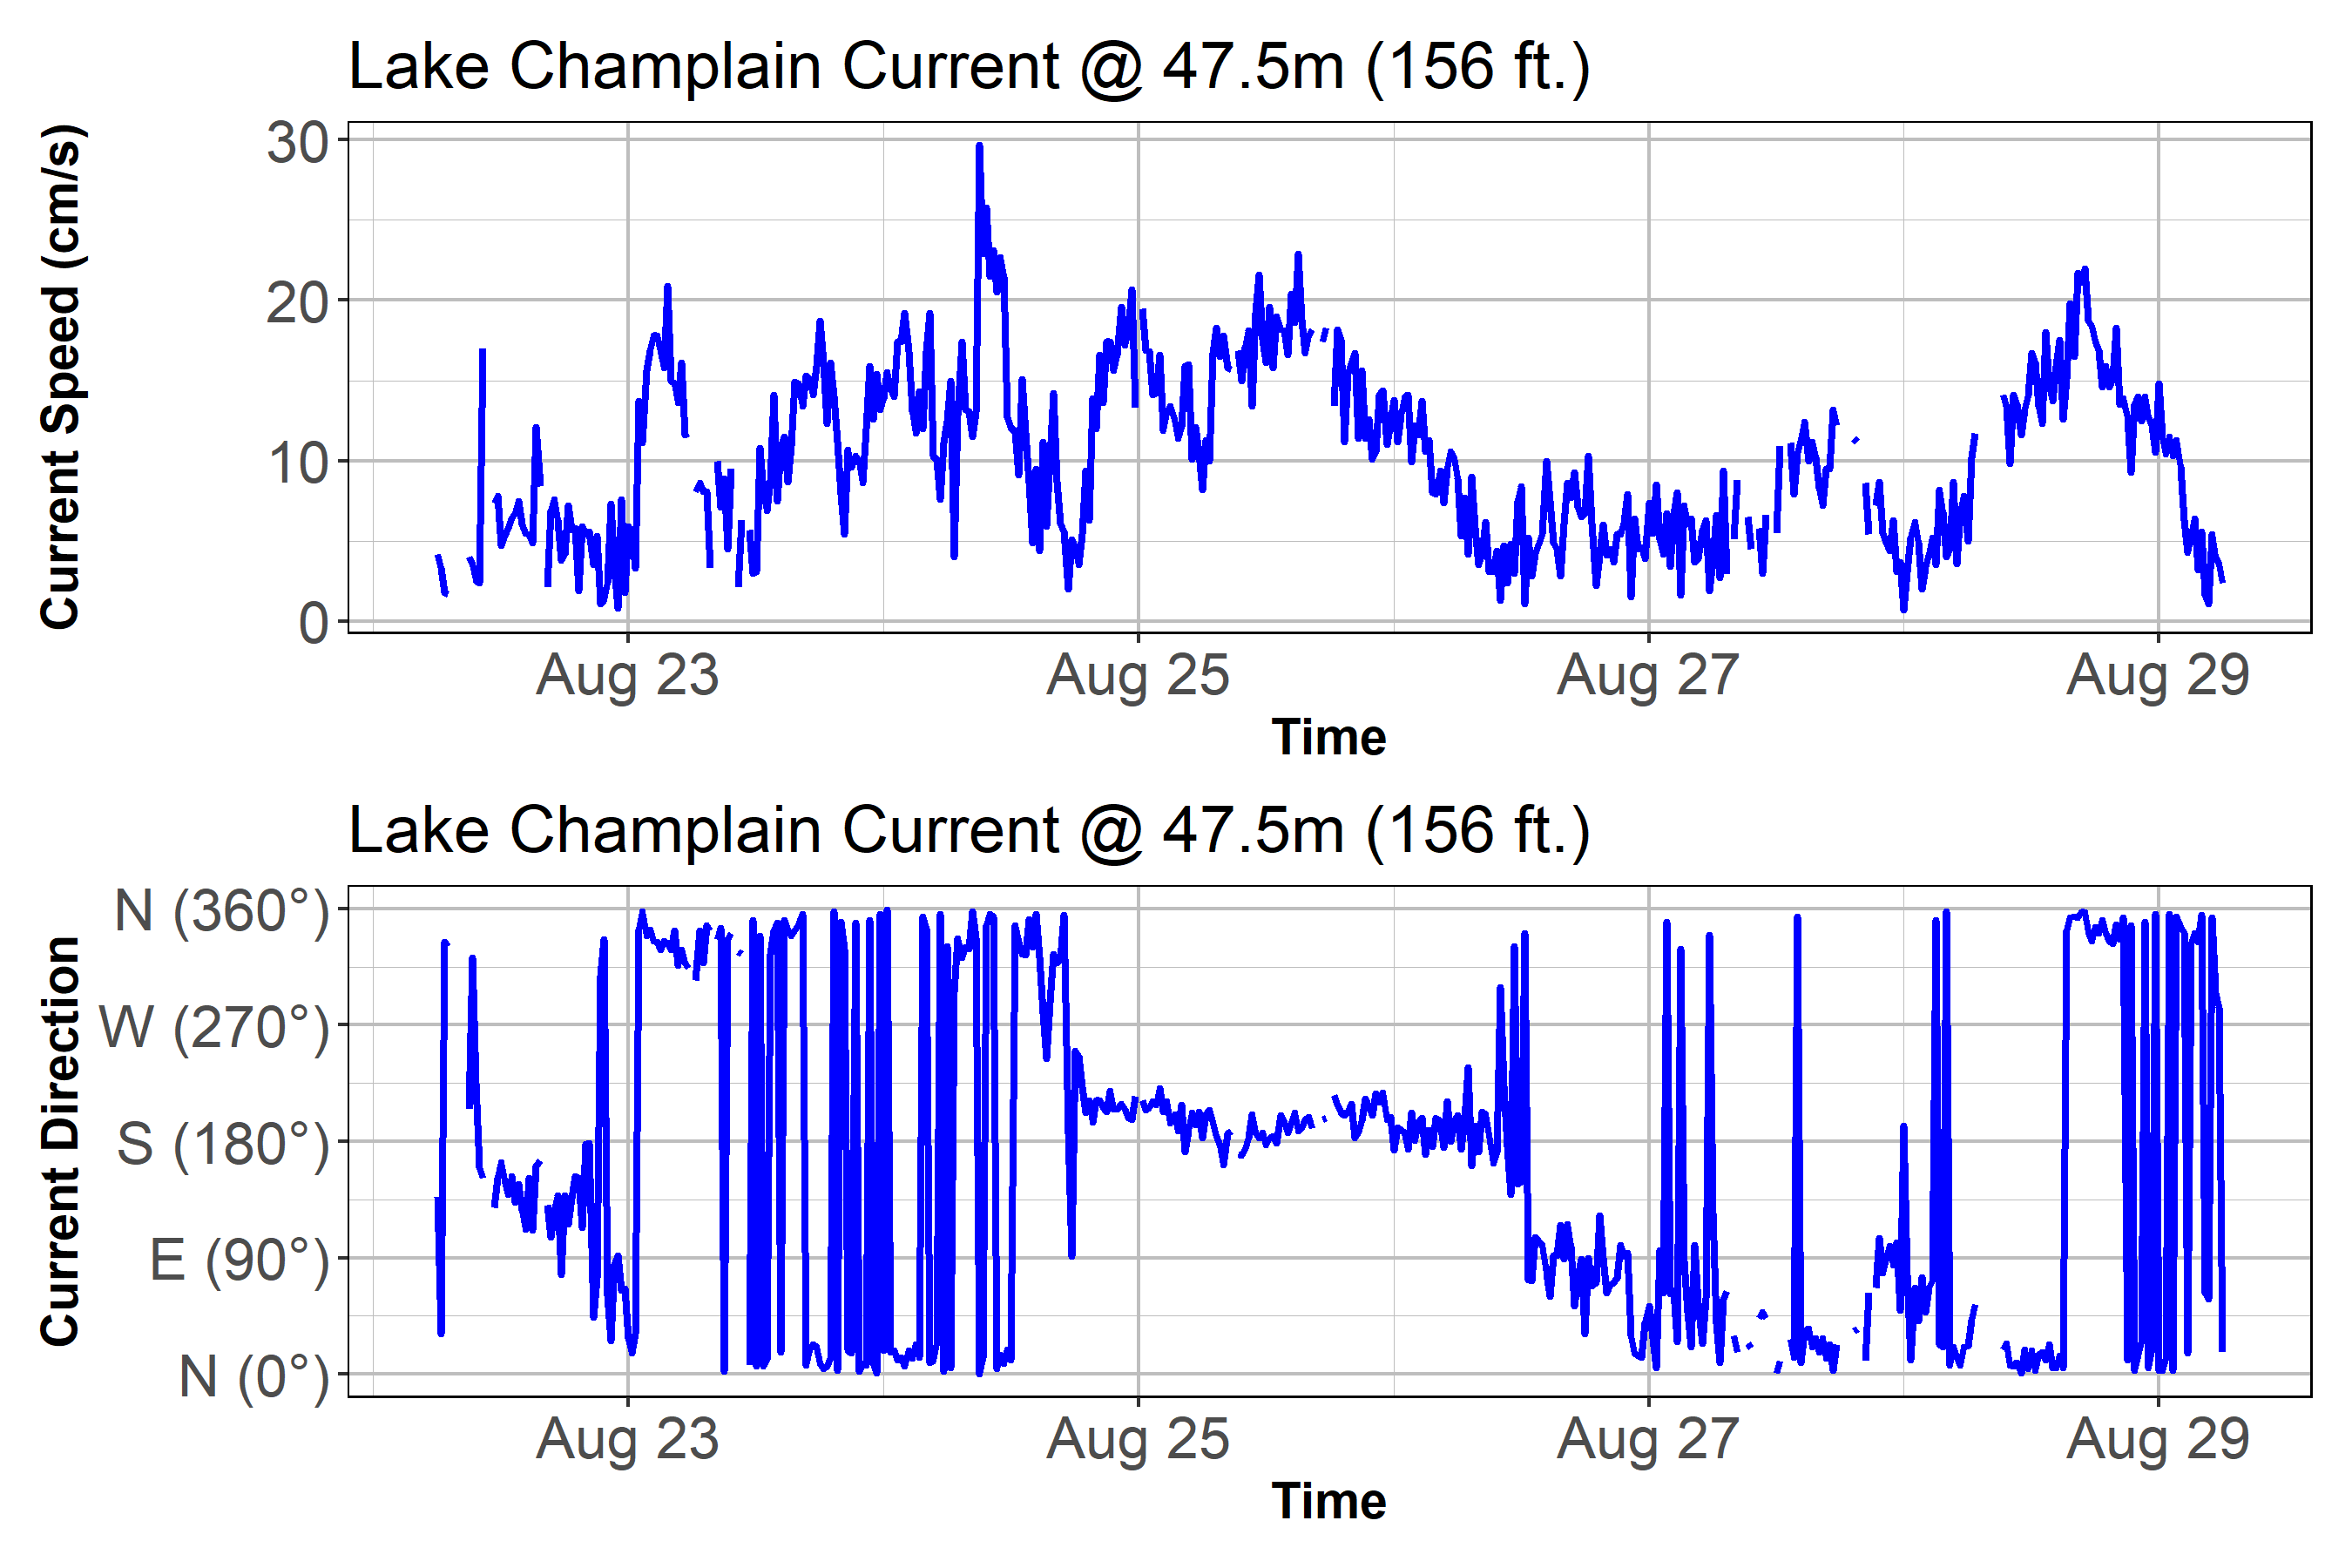 Lake Champlain Current @ 47.5m (156 ft.)
Current Speed (cm/s)
30
20
10
0
Aug 23
Aug 25
Aug 27
Aug 29
Time
Lake Champlain Current @ 47.5m (156 ft.)
Current Direction
N (360°)
W (270°)
S (180°)
E (90°)
N (0°)
Aug 23
Aug 25
Aug 27
Aug 29
Time